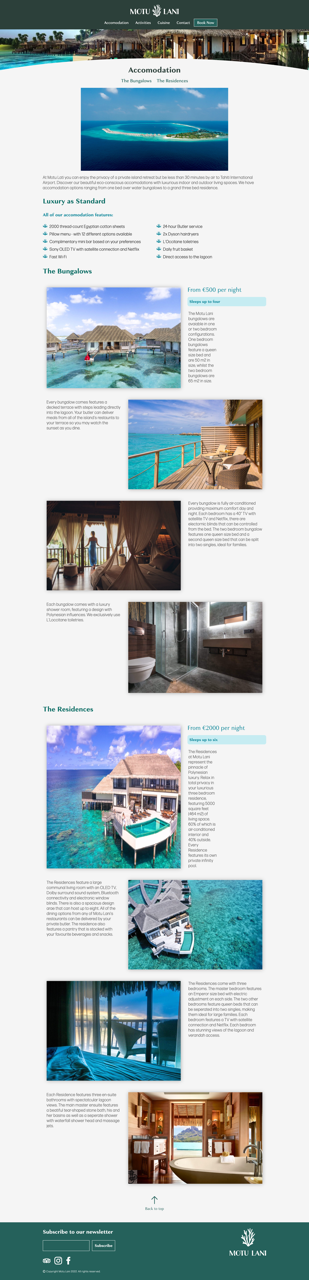 MOTU LANI
Accomodation Activities Cuisine Contact Book Now
Accomodation
The Bungalows The Residences
At Motu Lani you can enjoy the privacy of a private island retreat but be less than 30 minutes by air to Tahiti International
Airport. Discover our beautiful eco-conscious accomodations with luxurious indoor and outdoor living spaces. We have
accomodation options ranging from one bed over water bungalows to a grand three bed residence.
Luxury as Standard
All of our accomodation features:
2000 thread count Egyptian cotton sheets
Pillow menu - with 12 different options available
Complimentary mini bar based on your preferences
Sony OLED TV with satellite connection and Netflix
Fast Wi-Fi
24-hour Butler service
2x Dyson hairdryers
L'Occitane toiletries
Daily fruit basket
Direct access to the lagoon
The Bungalows
From €500 per night
Sleeps up to four
The Motu Lani
bungalows are
available in one
or two bedroom
configurations.
One bedroom
bungalows
feature a queen
size bed and
are 55 m2 in
size, whilst the
two bedroom
bungalows are
65 m2 in size.
Every bungalow comes features a
decked terrace with steps leading directly
into the lagoon. Your butler can deliver
meals from all of the island's restaurants to
your terrace so you may watch the
sunset as you dine.
Every bungalow is fully air conditioned
providing maximum comfort day and
night. Each bedroom has a 40" TV with
satellite TV and Netflix, there are
electronic blinds that can be controlled
from the bed. The two bedroom bungalow
features one queen size bed and a
second queen size bed that can be split
into two singles, ideal for families.
Each bungalow comes with a luxury
shower room, featuring a design with
Polynesian influences. We exclusively use
L'Occitane toiletries.
The Residences
From €2000 per night
Sleeps up to six
The Residences
at Motu Lani
represent the
pinnacle of
Polynesian
luxury. Relax in
total privacy in
your luxurious
three bedroom
residence,
featuring 5000
square feet
(464 m2) of
living space,
60% of which is
air conditioned
interior and
40% outside.
Every
Residence
features its own
private infinity
pool.
The Residences feature a large
communal living room with an OLED TV,
Dolby surround sound system, Bluetooth
connectivity and electronic window
blinds. There is also a spacious dining
area that can host up to eight. All of the
dining options from any of Motu Lani's
restaurants can be delivered by your
private butler. The residence also
features a pantry that is stocked with
your favourite beverages and snacks.
The Residences come with three
bedrooms. The master bedroom features
an Emperor size bed with electric
adjustment on each side. The two other
bedrooms feature queen beds that can
be seperated into two singles, making
them ideal for large families. Each
bedroom features a TV with satellite
connection and Netflix. Each bedroom
has stunning views of the lagoon and
verandah access.
Each Residence features three en-suite
bathrooms with spectacular lagoon
views. The main master ensuite features
a beatiful teal-shaped stone bath, his and
her basins as well as a seperate shower
with waterfall shower head and massage
jets.
Back to top
Subscribe to our newsletter
Subscribe
© Copyright Motu Lani 2023. All rights reserved.
MOTU LANI